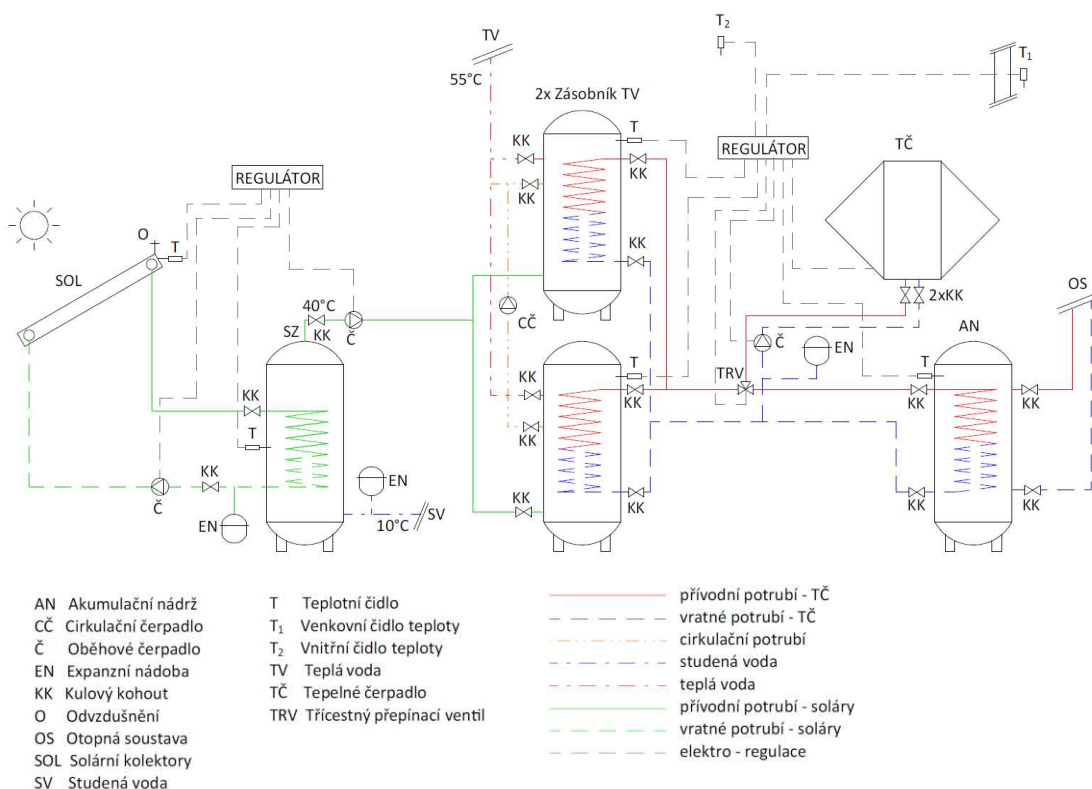 T2
TV
T1
55°C
2x Zásobník TV
T
KK
REGULÁTOR
KK
TČ
REGULÁTOR
KK
O
T
KK
SOL
OS
2xKK
40°C
SZ
KK
Č
CČ
Č
EN
AN
TRV
T
T
KK
KK
KK
KK
KK
T
KK
KK
EN
KK
KK
KK
KK
Č
EN
10°C
SV
AN Akumulační nádrž
CČ Cirkulační čerpadlo
Č Oběhové čerpadlo
EN Expanzní nádoba
KK Kulový kohout
O Odvzdušnění
OS Otopná soustava
SOL Solární kolektory
SV Studená voda
T Teplotní čidlo
T1 Venkovní čidlo teploty
T2 Vnitřní čidlo teploty
TV Teplá voda
TČ Tepelné čerpadlo
TRV Třícestný přepínací ventil
přívodní potrubí - TČ
vratné potrubí - TČ
cirkulační potrubí
studená voda
teplá voda
přívodní potrubí - soláry
vratné potrubí - soláry
elektro - regulace